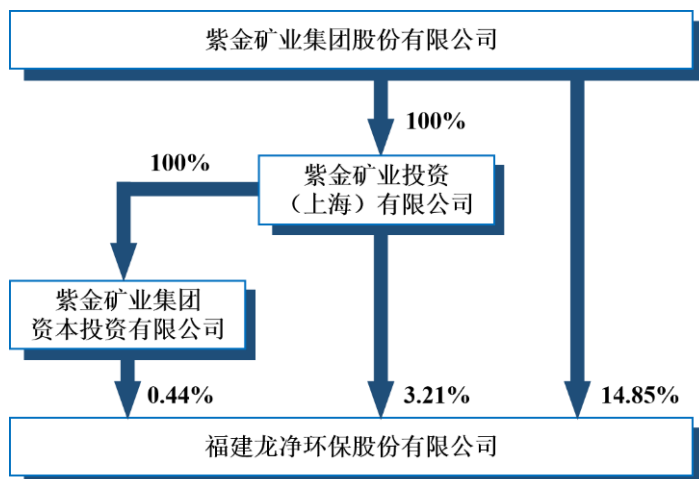 紫金矿业集团股份有限公司
100%
100%
紫金矿业投资
（上海）有限公司
紫金矿业集团
资本投资有限公司
0.44%
3.21%
14.85%
福建龙净环保股份有限公司